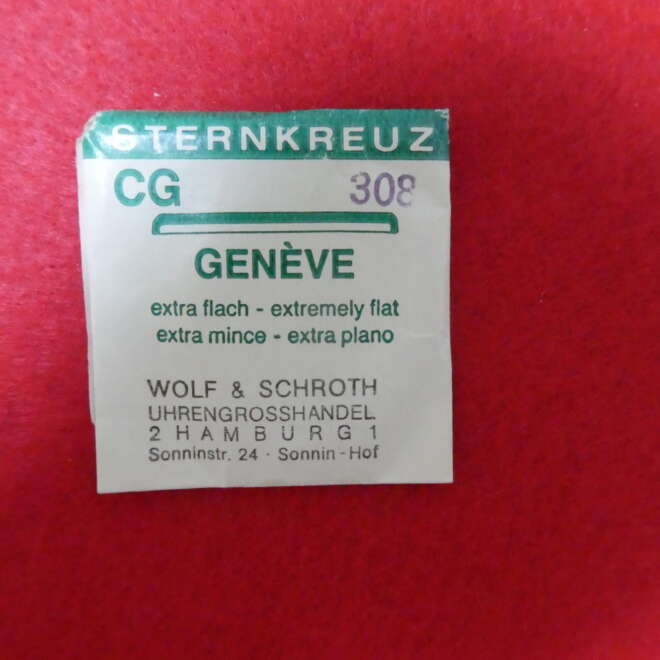 STERNKREUZ
CG 308
GENÈVE
extra flach - extremely flat
extra mince - extra plano
WOLF & SCHROTH
UHRENGROSSHANDEL
2 HAMBURG 1
Sonninstr. 24 · Sonnin-Hof